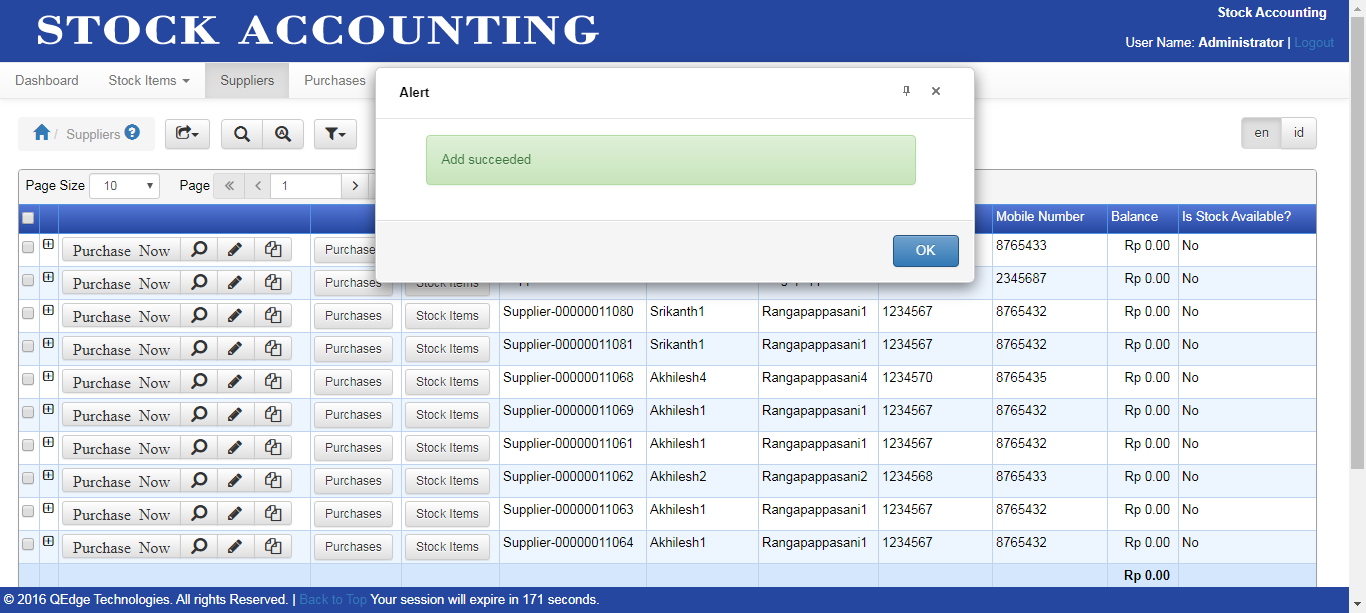 STOCK ACCOUNTING
Stock Accounting
User Name: Administrator | Logout
Dashboard Stock Items Suppliers Purchases
Alert
Suppliers
en id
Add succeeded
Page Size 10 Page 1
OK
Mobile Number Balance Is Stock Available?
Purchase Now Purchases 8765433 Rp 0.00 No
Purchase Now Purchases Stock Items 2345687 Rp 0.00 No
Purchase Now Purchases Stock Items Supplier-00000011080 Srikanth1 Rangapappasani1 1234567 8765432 Rp 0.00 No
Purchase Now Purchases Stock Items Supplier-00000011081 Srikanth1 Rangapappasani1 1234567 8765432 Rp 0.00 No
Purchase Now Purchases Stock Items Supplier-00000011068 Akhilesh4 Rangapappasani4 1234570 8765435 Rp 0.00 No
Purchase Now Purchases Stock Items Supplier-00000011069 Akhilesh1 Rangapappasani1 1234567 8765432 Rp 0.00 No
Purchase Now Purchases Stock Items Supplier-00000011061 Akhilesh1 Rangapappasani1 1234567 8765432 Rp 0.00 No
Purchase Now Purchases Stock Items Supplier-00000011062 Akhilesh2 Rangapappasani2 1234568 8765433 Rp 0.00 No
Purchase Now Purchases Stock Items Supplier-00000011063 Akhilesh1 Rangapappasani1 1234567 8765432 Rp 0.00 No
Purchase Now Purchases Stock Items Supplier-00000011064 Akhilesh1 Rangapappasani1 1234567 8765432 Rp 0.00 No
Rp 0.00
© 2016 QEdge Technologies. All rights Reserved. | Back to Top Your session will expire in 171 seconds.